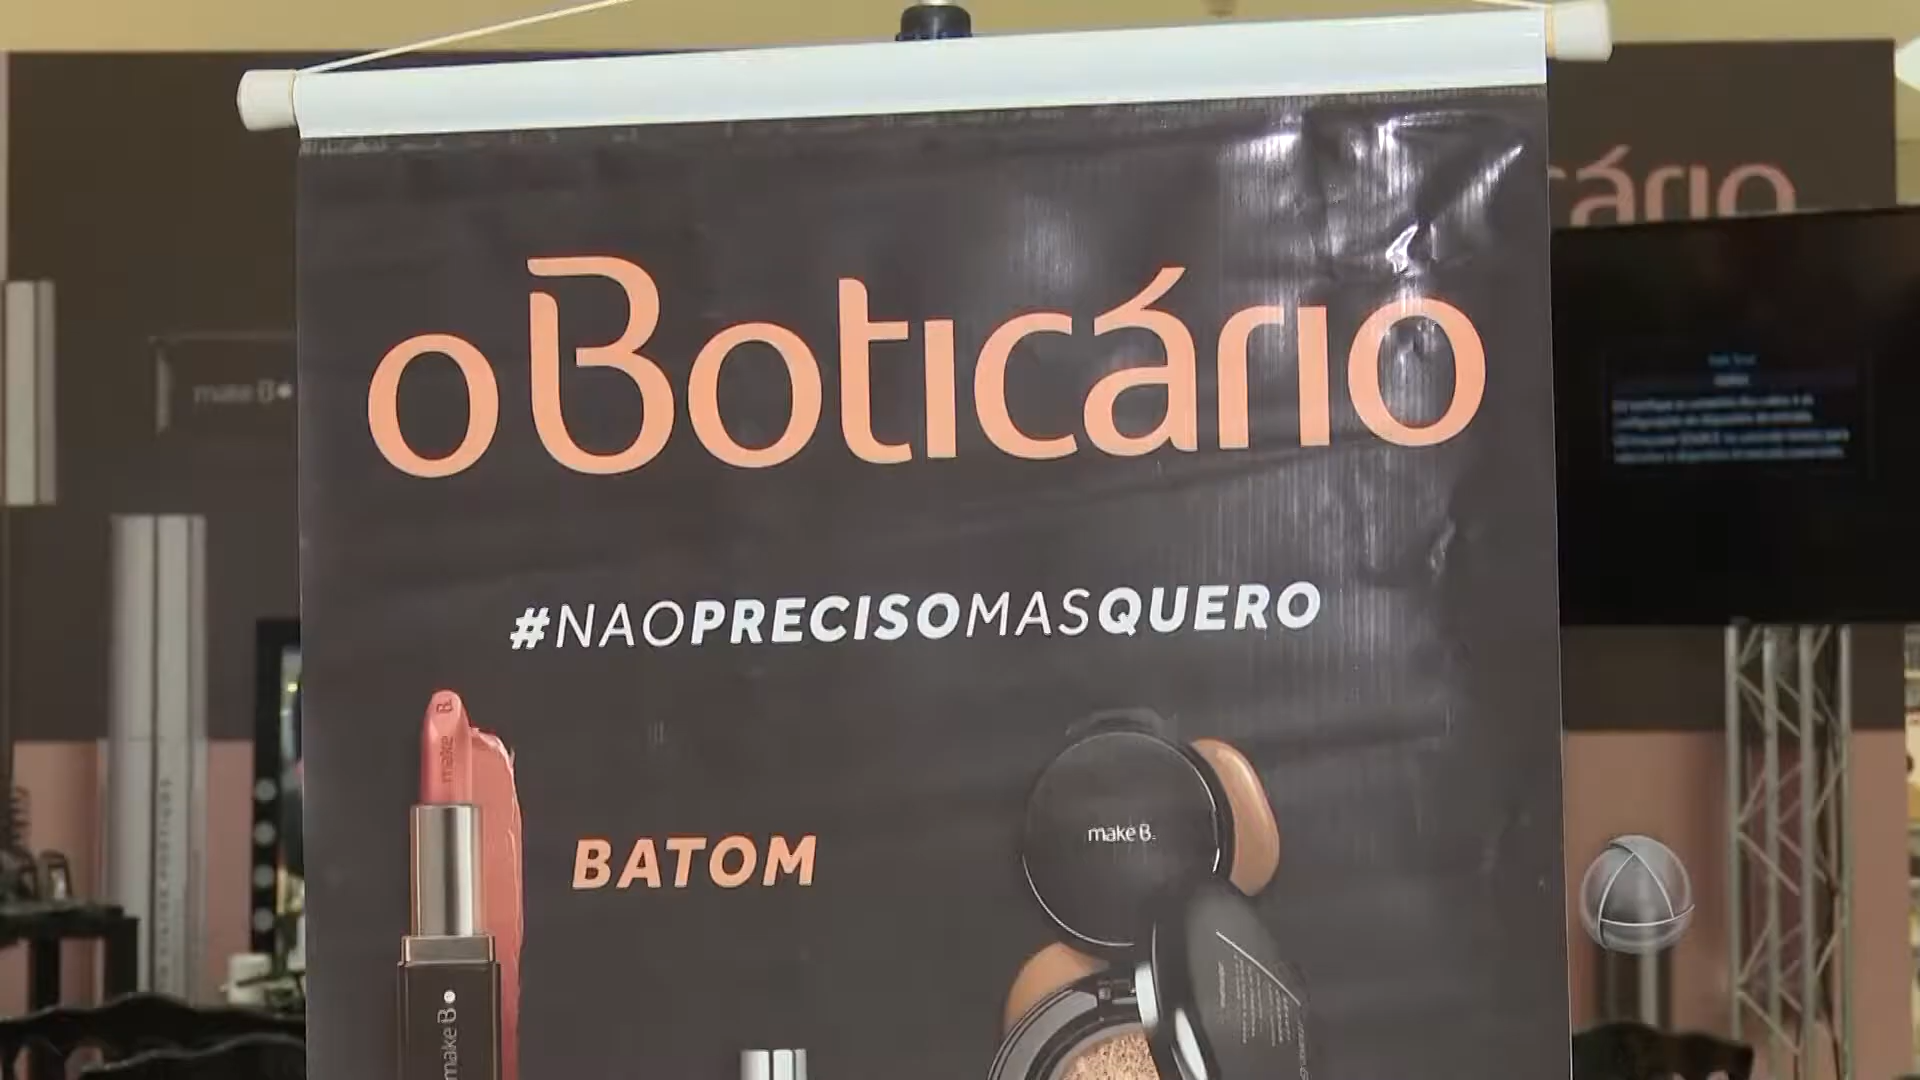 oBoticário
cário
make B.
#NAOPRECISOMASQUERO
make B.
BATOM
make B.
make B.